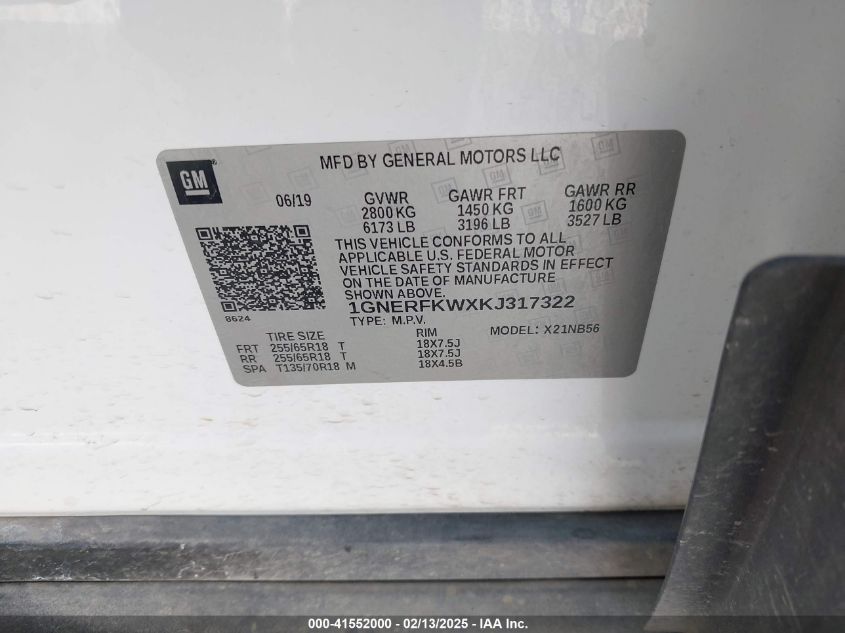 MFD BY GENERAL MOTORS LLC
GM
06/19
GVWR GAWR FRT GAWR RR
2800 KG 1450 KG 1600 KG
6173 LB 3196 LB 3527 LB
THIS VEHICLE CONFORMS TO ALL
APPLICABLE U.S. FEDERAL MOTOR
VEHICLE SAFETY STANDARDS IN EFFECT
ON THE DATE OF MANUFACTURE
SHOWN ABOVE.
1GNERFKWXKJ317322
8624
TYPE: M.P.V. MODEL: X21NB56
TIRE SIZE RIM
FRT 255/65R18 T 18X7.5J
RR 255/65R18 T 18X7.5J
SPA T135/70R18 M 18X4.5B
000-41552000 — 02/13/2025 — IAA Inc.